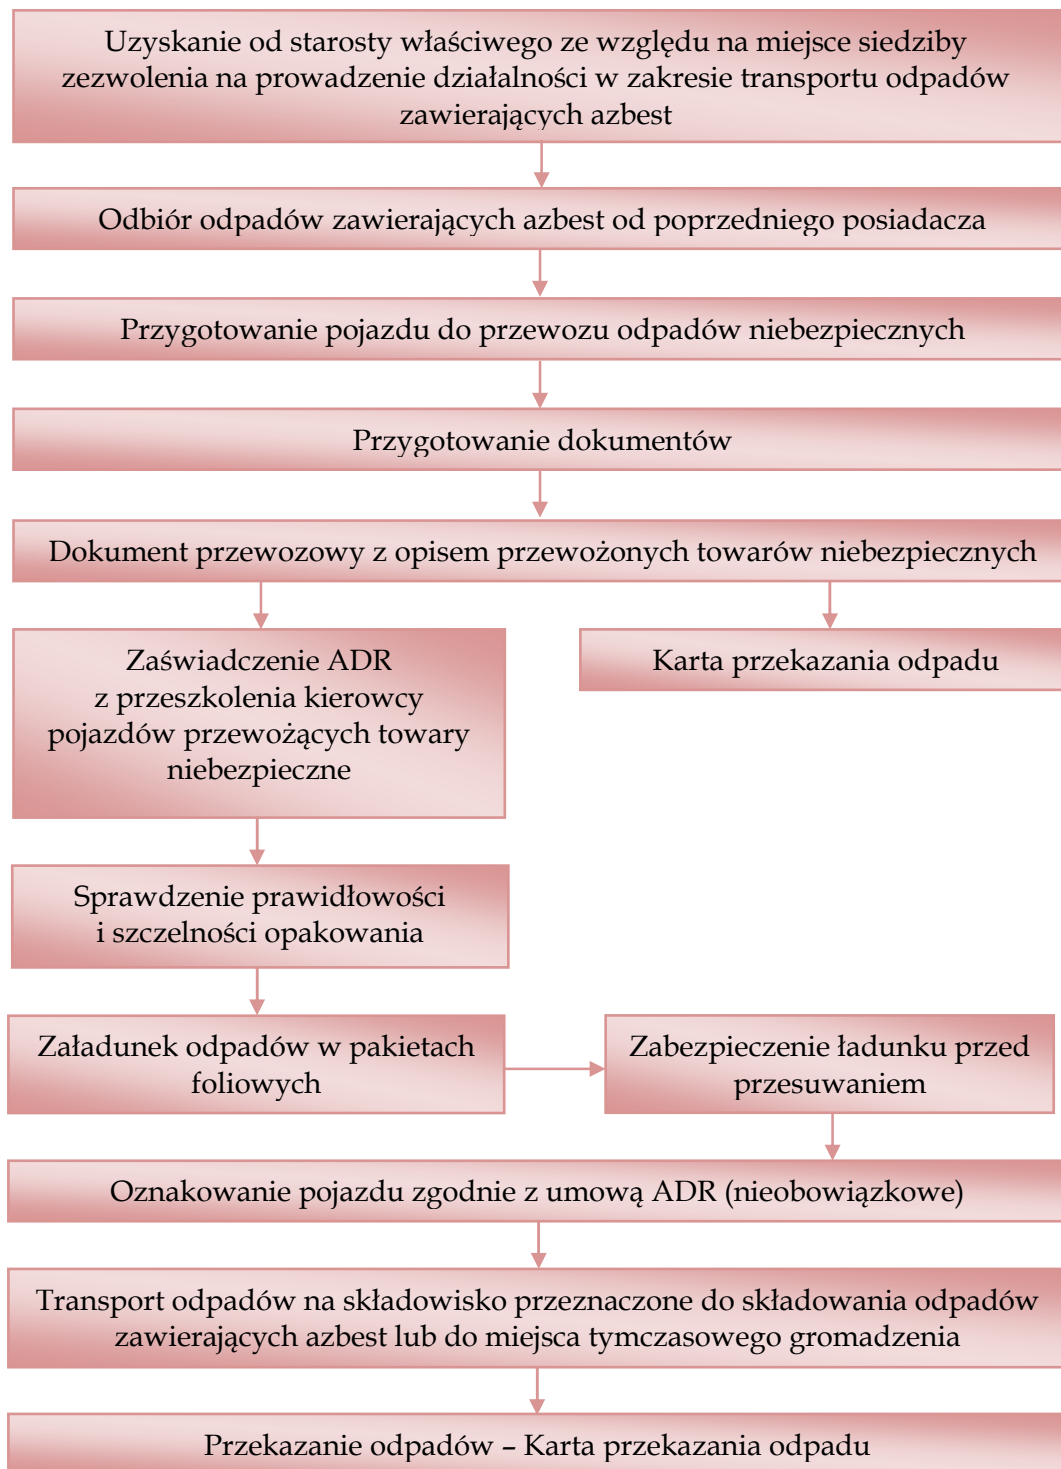 Uzyskanie od starosty właściwego ze względu na miejsce siedziby
zezwolenia na prowadzenie działalności w zakresie transportu odpadów
zawierających azbest
Odbiór odpadów zawierających azbest od poprzedniego posiadacza
Przygotowanie pojazdu do przewozu odpadów niebezpiecznych
Przygotowanie dokumentów
Dokument przewozowy z opisem przewożonych towarów niebezpiecznych
Zaświadczenie ADR
z przeszkolenia kierowcy
pojazdów przewożących towary
niebezpieczne
Karta przekazania odpadu
Sprawdzenie prawidłowości
i szczelności opakowania
Załadunek odpadów w pakietach
foliowych
Zabezpieczenie ładunku przed
przesuwaniem
Oznakowanie pojazdu zgodnie z umową ADR (nieobowiązkowe)
Transport odpadów na składowisko przeznaczone do składowania odpadów
zawierających azbest lub do miejsca tymczasowego gromadzenia
Przekazanie odpadów – Karta przekazania odpadu